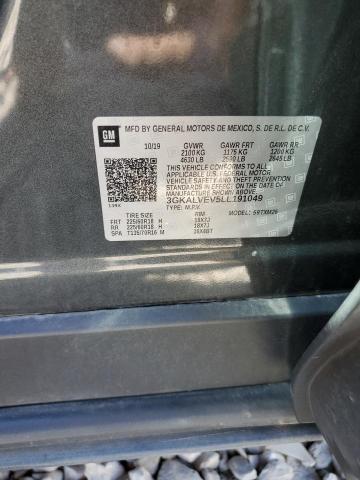 GM
MFD BY GENERAL MOTORS DE MEXICO, S. DE R.L. DE C.V.
10/19 GVWR GAWR FRT GAWR RR
2100 KG 1175 KG 1200 KG
4630 LB 2590 LB 2645 LB
THIS VEHICLE CONFORMS TO ALL
APPLICABLE U.S. FEDERAL MOTOR
VEHICLE SAFETY AND THEFT PREVENTION
STANDARDS IN EFFECT ON THE DATE OF
MANUFACTURE SHOWN ABOVE.
3GKALVEV5LL191049
TYPE: M.P.V.
TIRE SIZE RIM
FRT 225/60R18 H 18X7J
RR 225/60R18 H 18X7J
SPA T135/70R16 M 16X4BT